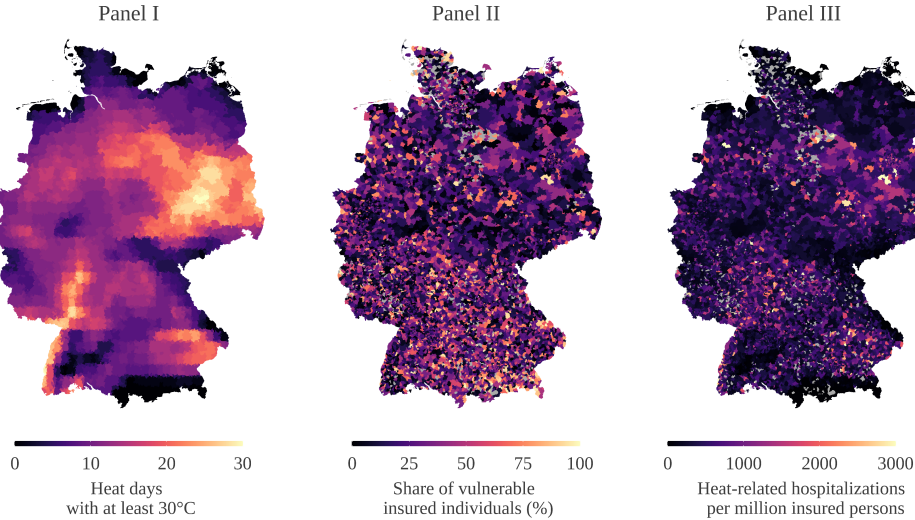 Panel I
Panel II
Panel III
0 10 20 30
0 25 50 75 100
0 1000 2000 3000
Heat days
with at least 30°C
Share of vulnerable
insured individuals (%)
Heat-related hospitalizations
per million insured persons